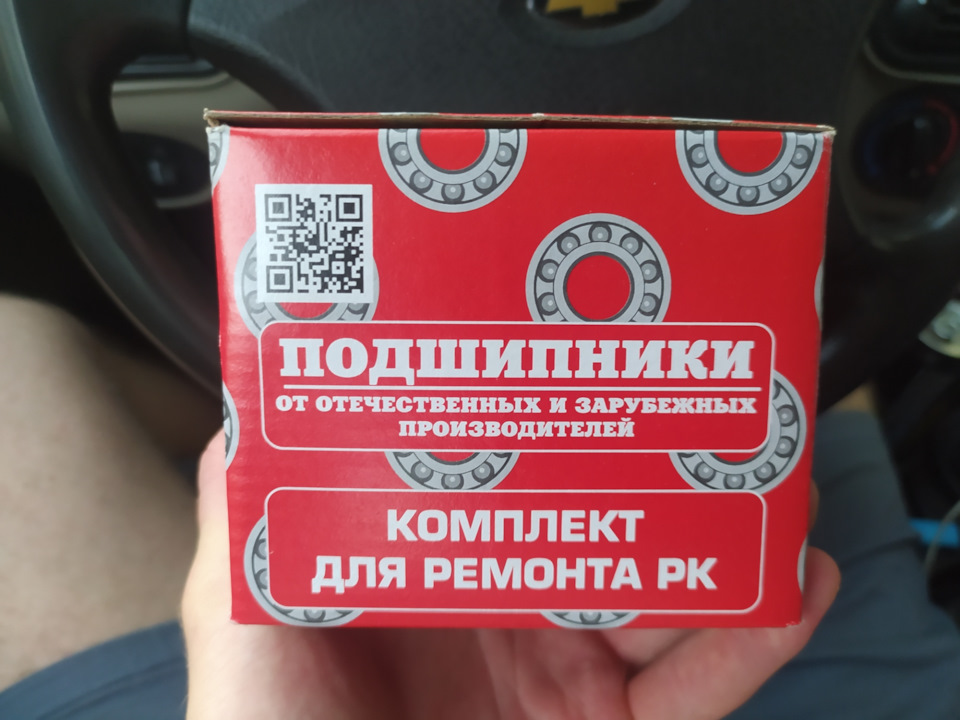 ПОДШИПНИКИ
ОТ ОТЕЧЕСТВЕННЫХ И ЗАРУБЕЖНЫХ
ПРОИЗВОДИТЕЛЕЙ
КОМПЛЕКТ
ДЛЯ РЕМОНТА РК